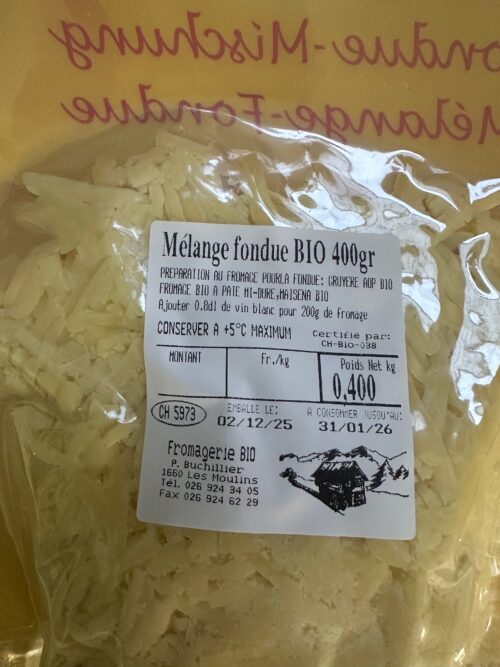 ondue-Mischung
Mélange-Fondue
Mélange fondue BIO 400gr
PREPARATION AU FROMAGE POURLA FONDUE: GRUYERE AOP BIO
FROMAGE BIO A PATE MI-DURE,MAISENA BIO
Ajouter 0.8dl de vin blanc pour 200g de fromage
CONSERVER A +5°C MAXIMUM
Certifié par:
CH-BIO-038
MONTANT Fr./kg Poids Net kg
0,400
CH 5973 EMBALLE LE: A CONSOMMER JUSQU'AU:
02/12/25 31/01/26
Fromagerie BIO
P. Buchillier
1660 Les Moulins
Tél. 026 924 34 05
Fax 026 924 62 29